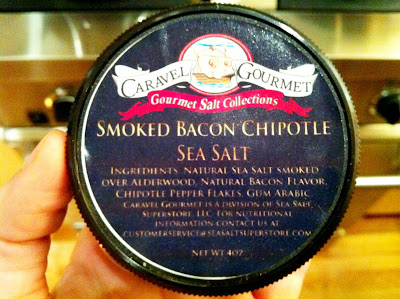 CARAVEL GOURMET
Gourmet Salt Collections
SMOKED BACON CHIPOTLE
SEA SALT
INGREDIENTS: NATURAL SEA SALT SMOKED
OVER ALDERWOOD, NATURAL BACON FLAVOR,
CHIPOTLE PEPPER FLAKES, GUM ARABIC
CARAVEL GOURMET IS A DIVISION OF SEA SALT
SUPERSTORE, LLC. FOR NUTRITIONAL
INFORMATION CONTACT US AT
CUSTOMERSERVICE@SEASALTSUPERSTORE.COM
NET WT 4OZ.